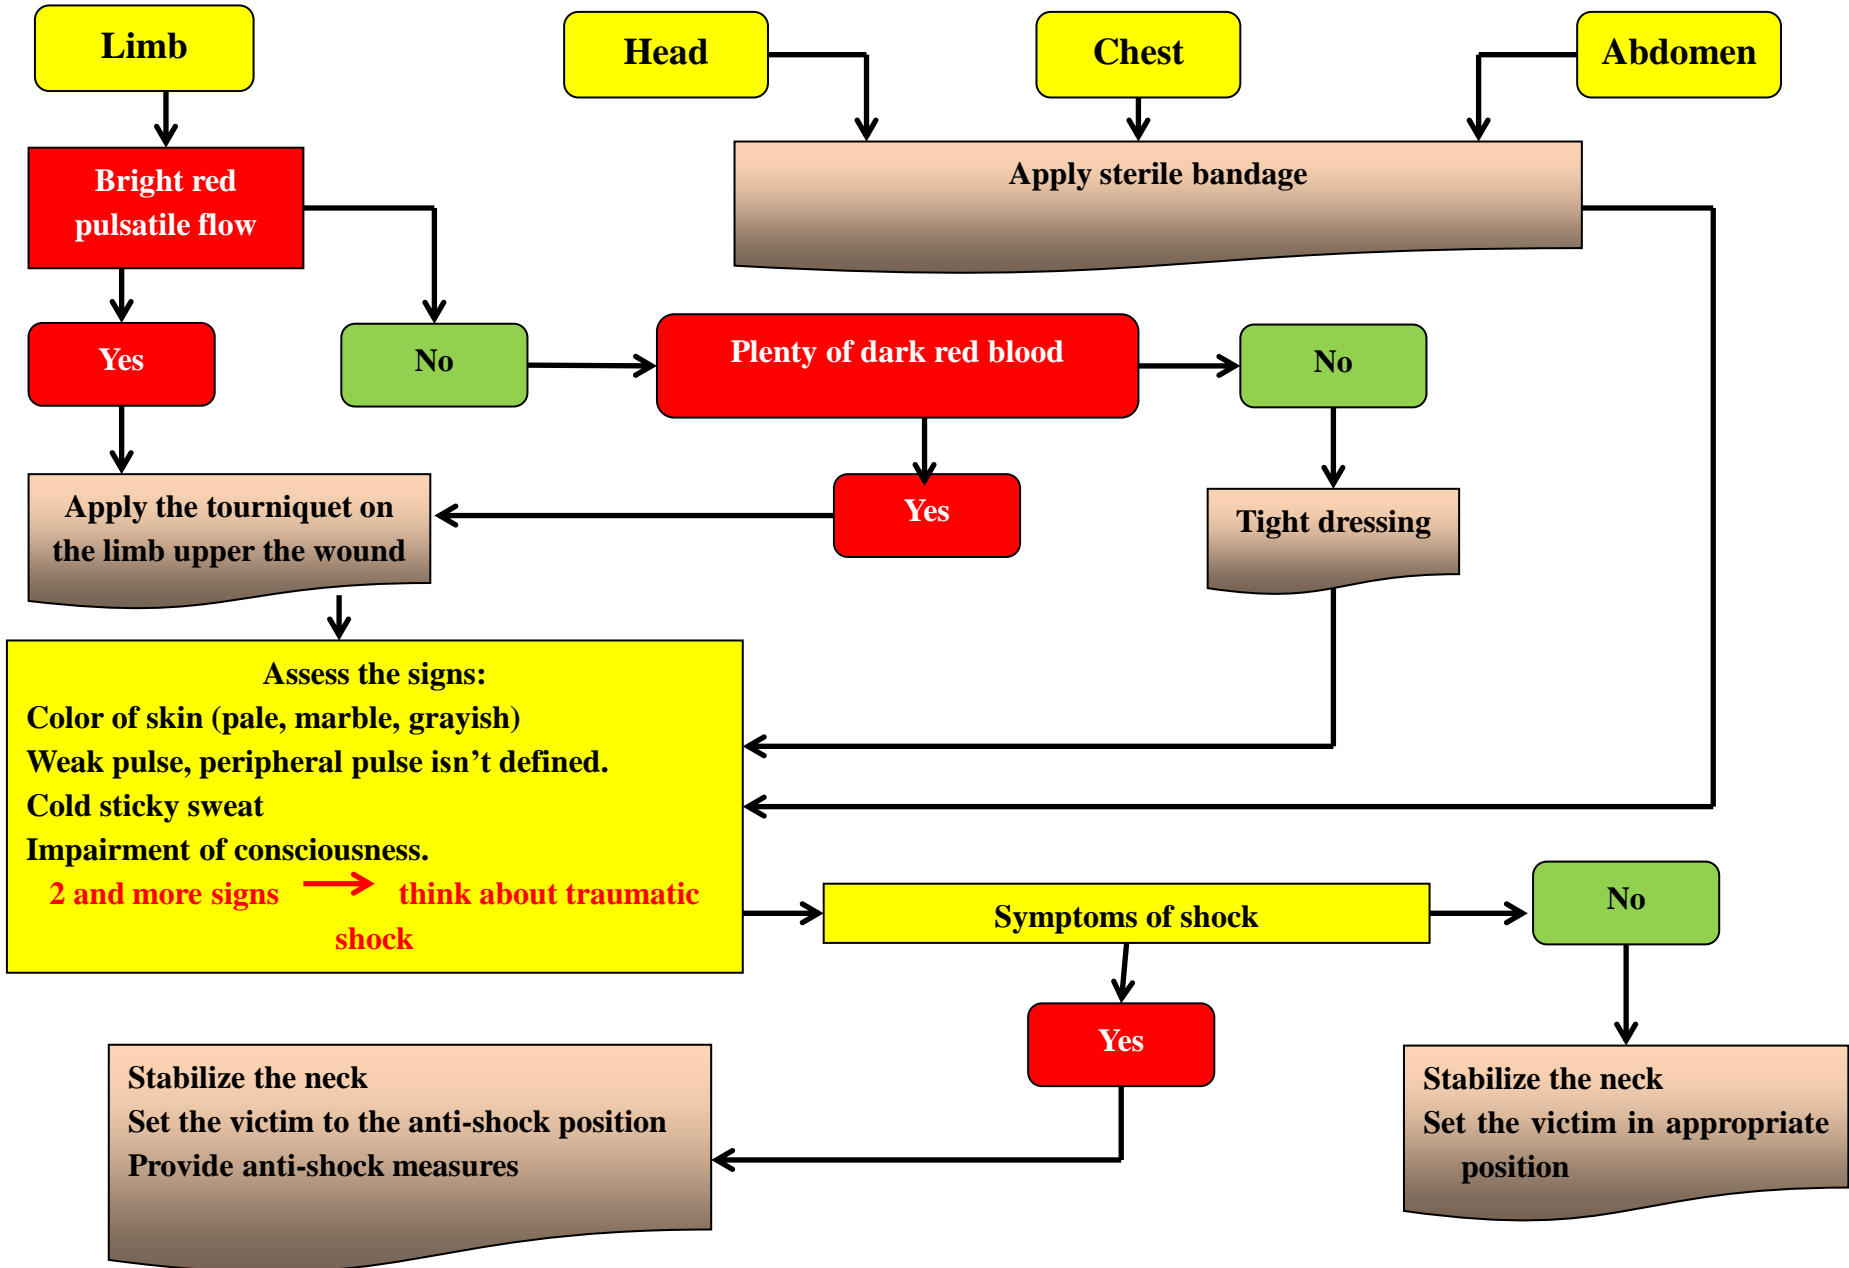 Limb
Head
Chest
Abdomen
Bright red
pulsatile flow
Apply sterile bandage
Yes
No
Plenty of dark red blood
No
Apply the tourniquet on
the limb upper the wound
Yes
Tight dressing
Assess the signs:
Color of skin (pale, marble, grayish)
Weak pulse, peripheral pulse isn’t defined.
Cold sticky sweat
Impairment of consciousness.
2 and more signs think about traumatic
shock
Symptoms of shock
No
Yes
Stabilize the neck
Set the victim to the anti-shock position
Provide anti-shock measures
Stabilize the neck
Set the victim in appropriate
position